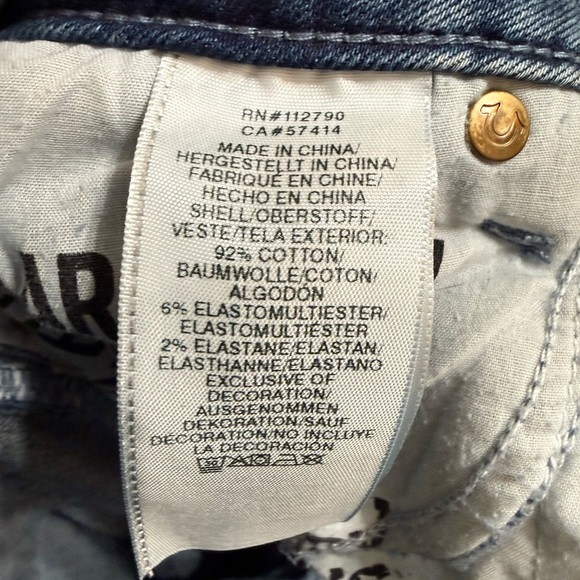 RN#112790
CA#57414
MADE IN CHINA/
HERGESTELLT IN CHINA/
FABRIQUÉ EN CHINE/
HECHO EN CHINA
SHELL/OBERSTOFF/
VESTE/TELA EXTERIOR:
92% COTTON/
BAUMWOLLE/COTON/
ALGODÓN
6% ELASTOMULTIESTER/
ELASTOMULTIESTER
2% ELASTANE/ELASTAN/
ELASTHANNE/ELASTANO
EXCLUSIVE OF
DECORATION/
AUSGENOMMEN
DEKORATION/SAUF
DECORATION/NO INCLUYE
LA DECORACIÓN
AR